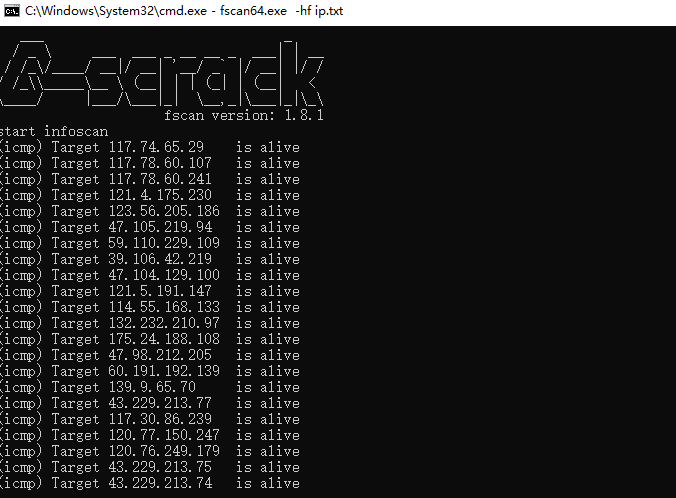 C:\Windows\System32\cmd.exe - fscan64.exe -hf ip.txt
fscan version: 1.8.1
start infoscan
(icmp) Target 117.74.65.29 is alive
(icmp) Target 117.78.60.107 is alive
(icmp) Target 117.78.60.241 is alive
(icmp) Target 121.4.175.230 is alive
(icmp) Target 123.56.205.186 is alive
(icmp) Target 47.105.219.94 is alive
(icmp) Target 59.110.229.109 is alive
(icmp) Target 39.106.42.219 is alive
(icmp) Target 47.104.129.100 is alive
(icmp) Target 121.5.191.147 is alive
(icmp) Target 114.55.168.133 is alive
(icmp) Target 132.232.210.97 is alive
(icmp) Target 175.24.188.108 is alive
(icmp) Target 47.98.212.205 is alive
(icmp) Target 60.191.192.139 is alive
(icmp) Target 139.9.65.70 is alive
(icmp) Target 43.229.213.77 is alive
(icmp) Target 117.30.86.239 is alive
(icmp) Target 120.77.150.247 is alive
(icmp) Target 120.76.249.179 is alive
(icmp) Target 43.229.213.75 is alive
(icmp) Target 43.229.213.74 is alive